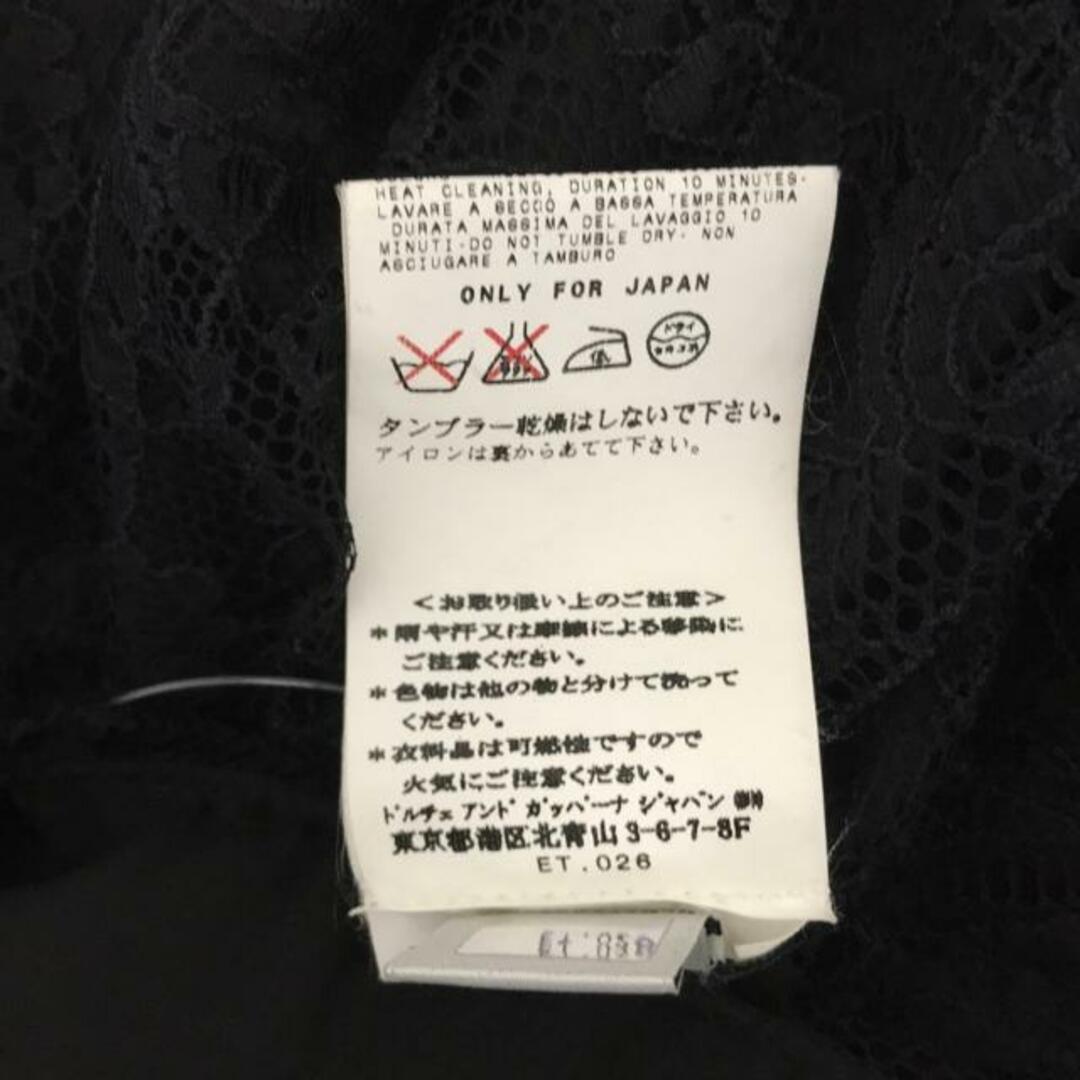 HEAT CLEANING, DURATION 10 MINUTES-
LAVARE A SECCO A BASSA TEMPERATURA
DURATA MASSIMA DEL LAVAGGIO 10
MINUTI-DO NOT TUMBLE DRY- NON
ASCIUGARE A TAMBURO
ONLY FOR JAPAN
低
ドライ
セキユ系
タンブラー乾燥はしないで下さい。
アイロンは裏からあてて下さい。
<お取り扱い上のご注意>
*雨や汗又は摩擦による移染に
ご注意ください。
*色物は他の物と分けて洗って
ください。
*衣料品は可燃性ですので
火気にご注意ください。
ドルチェ アンド ガッバーナ ジャパン ㈱
東京都港区北青山 3-6-7-8F
ET.026